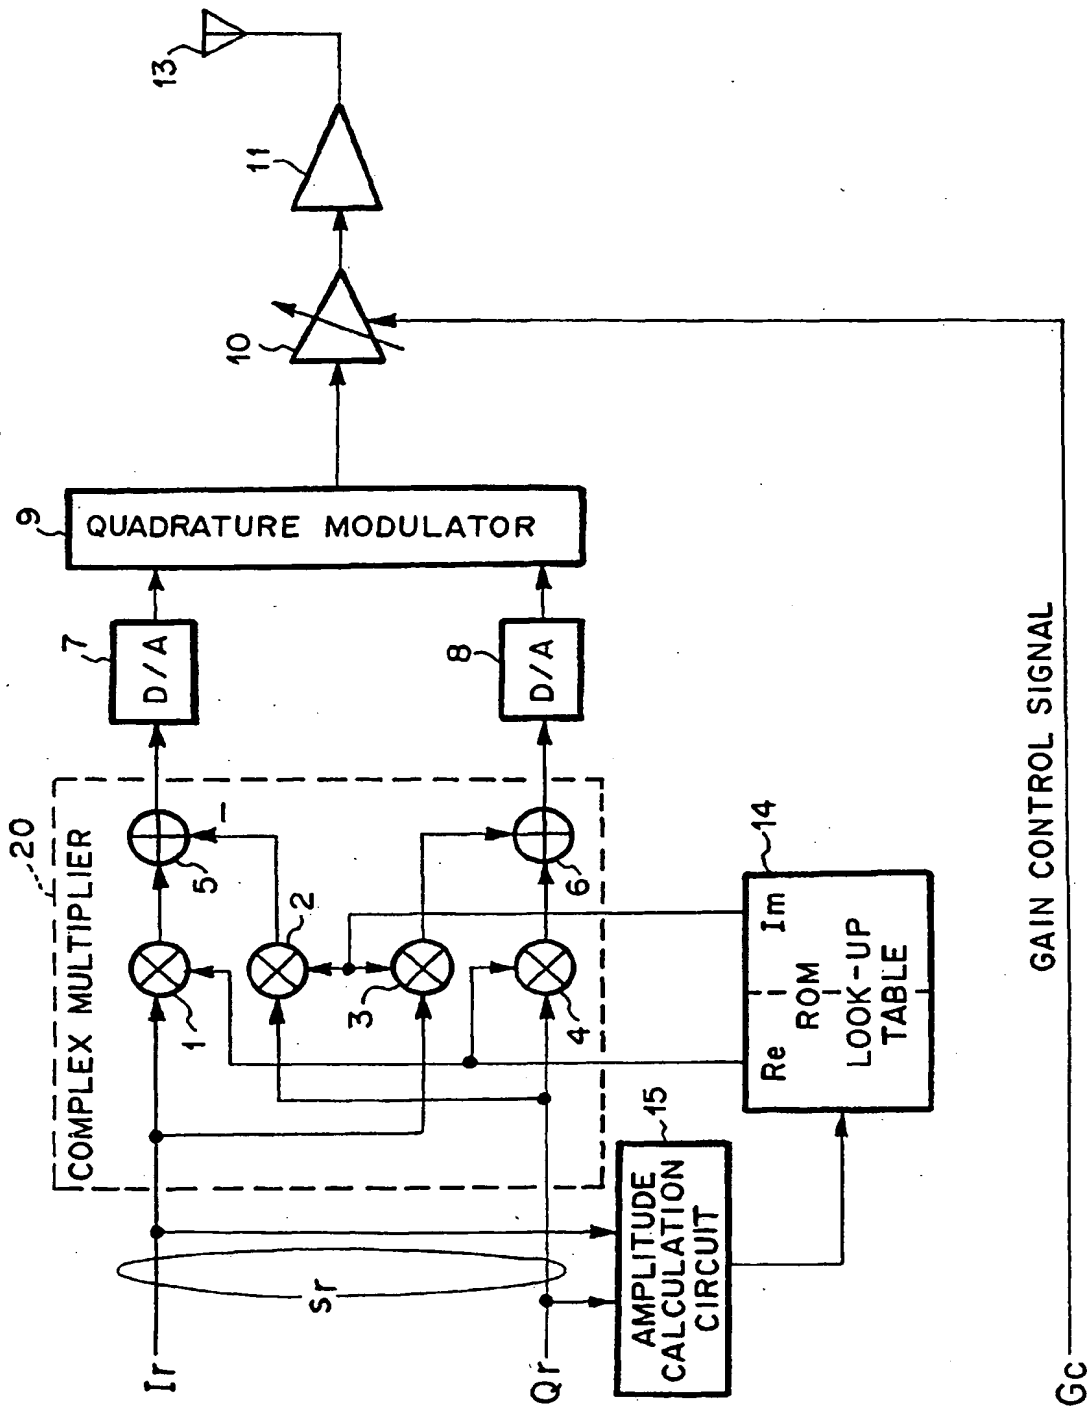 COMPLEX MULTIPLIER
20
Ir
Qr
sr
1
2
3
4
5
6
−
7
D/A
8
D/A
9
QUADRATURE MODULATOR
10
11
13
15
AMPLITUDE
CALCULATION
CIRCUIT
14
Re Im
ROM
LOOK-UP
TABLE
Gc
GAIN CONTROL SIGNAL